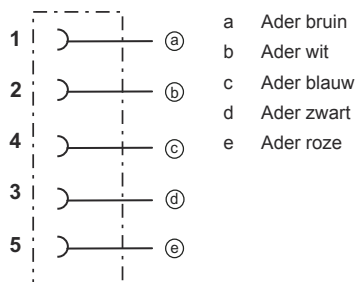 1 a
2 b
4 c
3 d
5 e
a Ader bruin
b Ader wit
c Ader blauw
d Ader zwart
e Ader roze